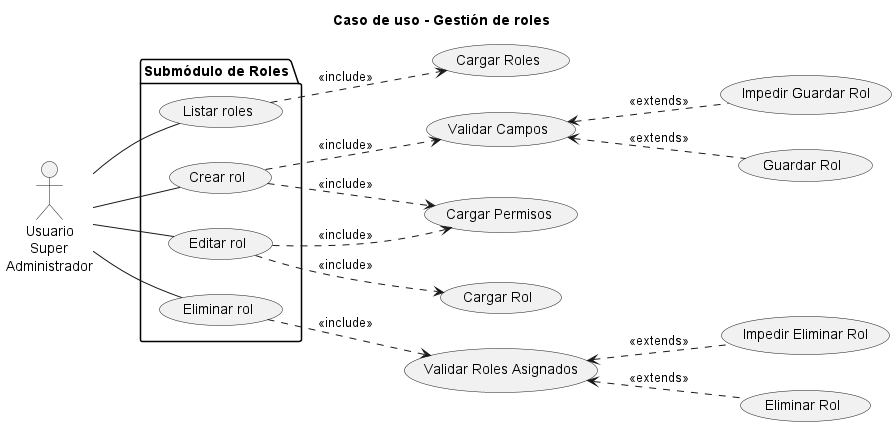 Caso de uso - Gestión de roles
Submódulo de Roles
Usuario
Super
Administrador
Listar roles
Crear rol
Editar rol
Eliminar rol
«include»
«include»
«include»
«include»
«include»
«include»
Cargar Roles
Validar Campos
Cargar Permisos
Cargar Rol
Validar Roles Asignados
«extends»
«extends»
«extends»
«extends»
Impedir Guardar Rol
Guardar Rol
Impedir Eliminar Rol
Eliminar Rol